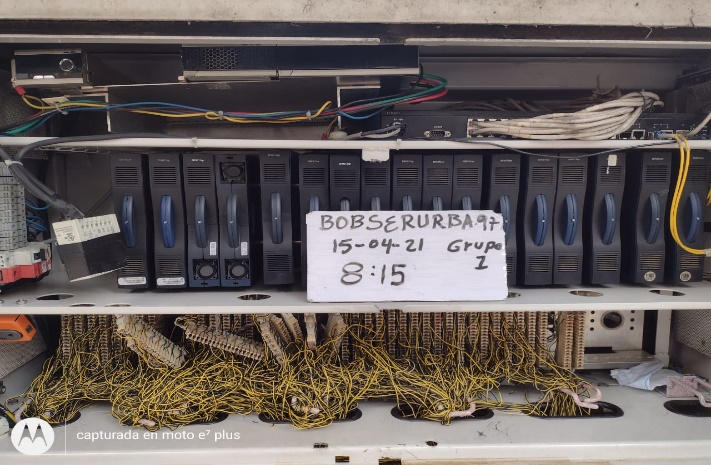 BOBSERURBA97
15-04-21 Grupo
1
8:15
capturada en moto e⁷ plus